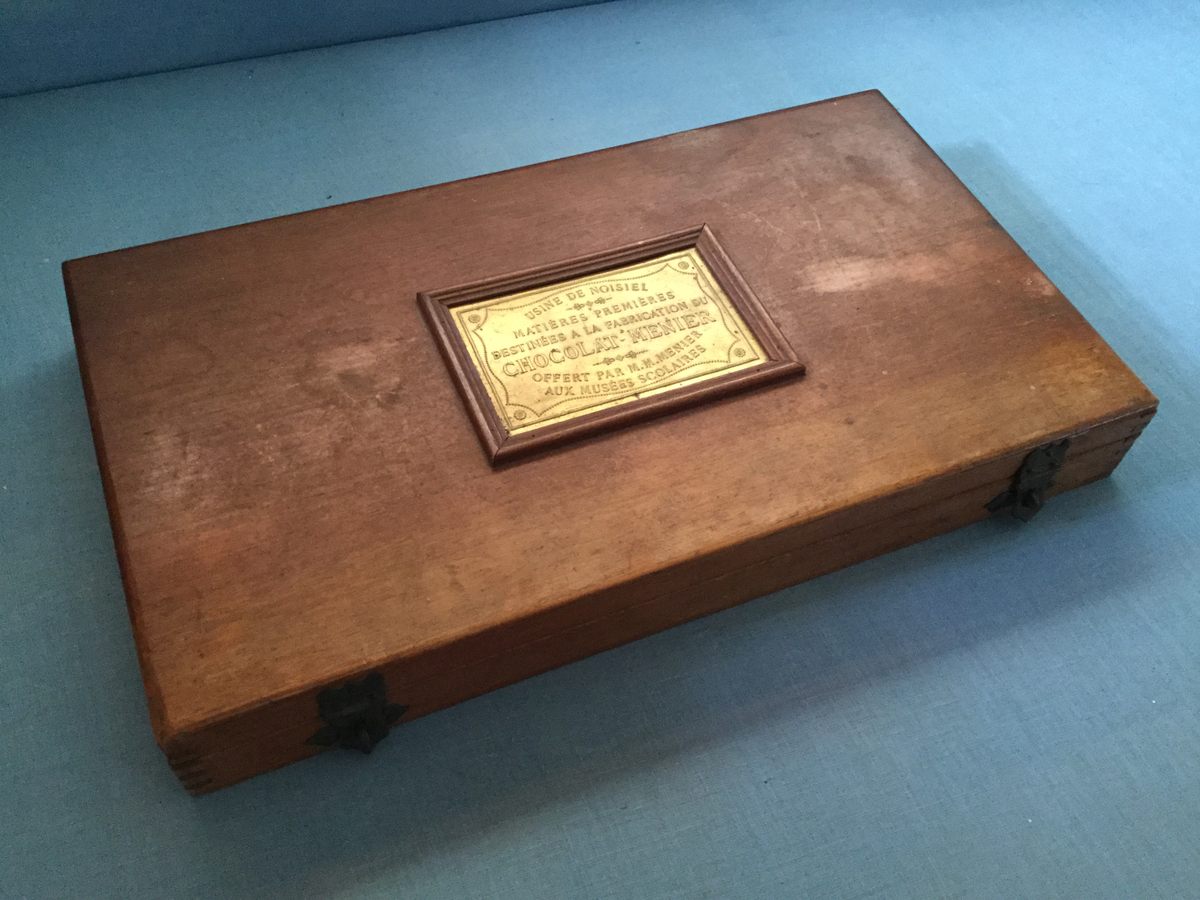 USINE DE NOISIEL
MATIÈRES PREMIÈRES
DESTINÉES A LA FABRICATION DU
CHOCOLAT-MENIER
OFFERT PAR M.M. MENIER
AUX MUSÉES SCOLAIRES